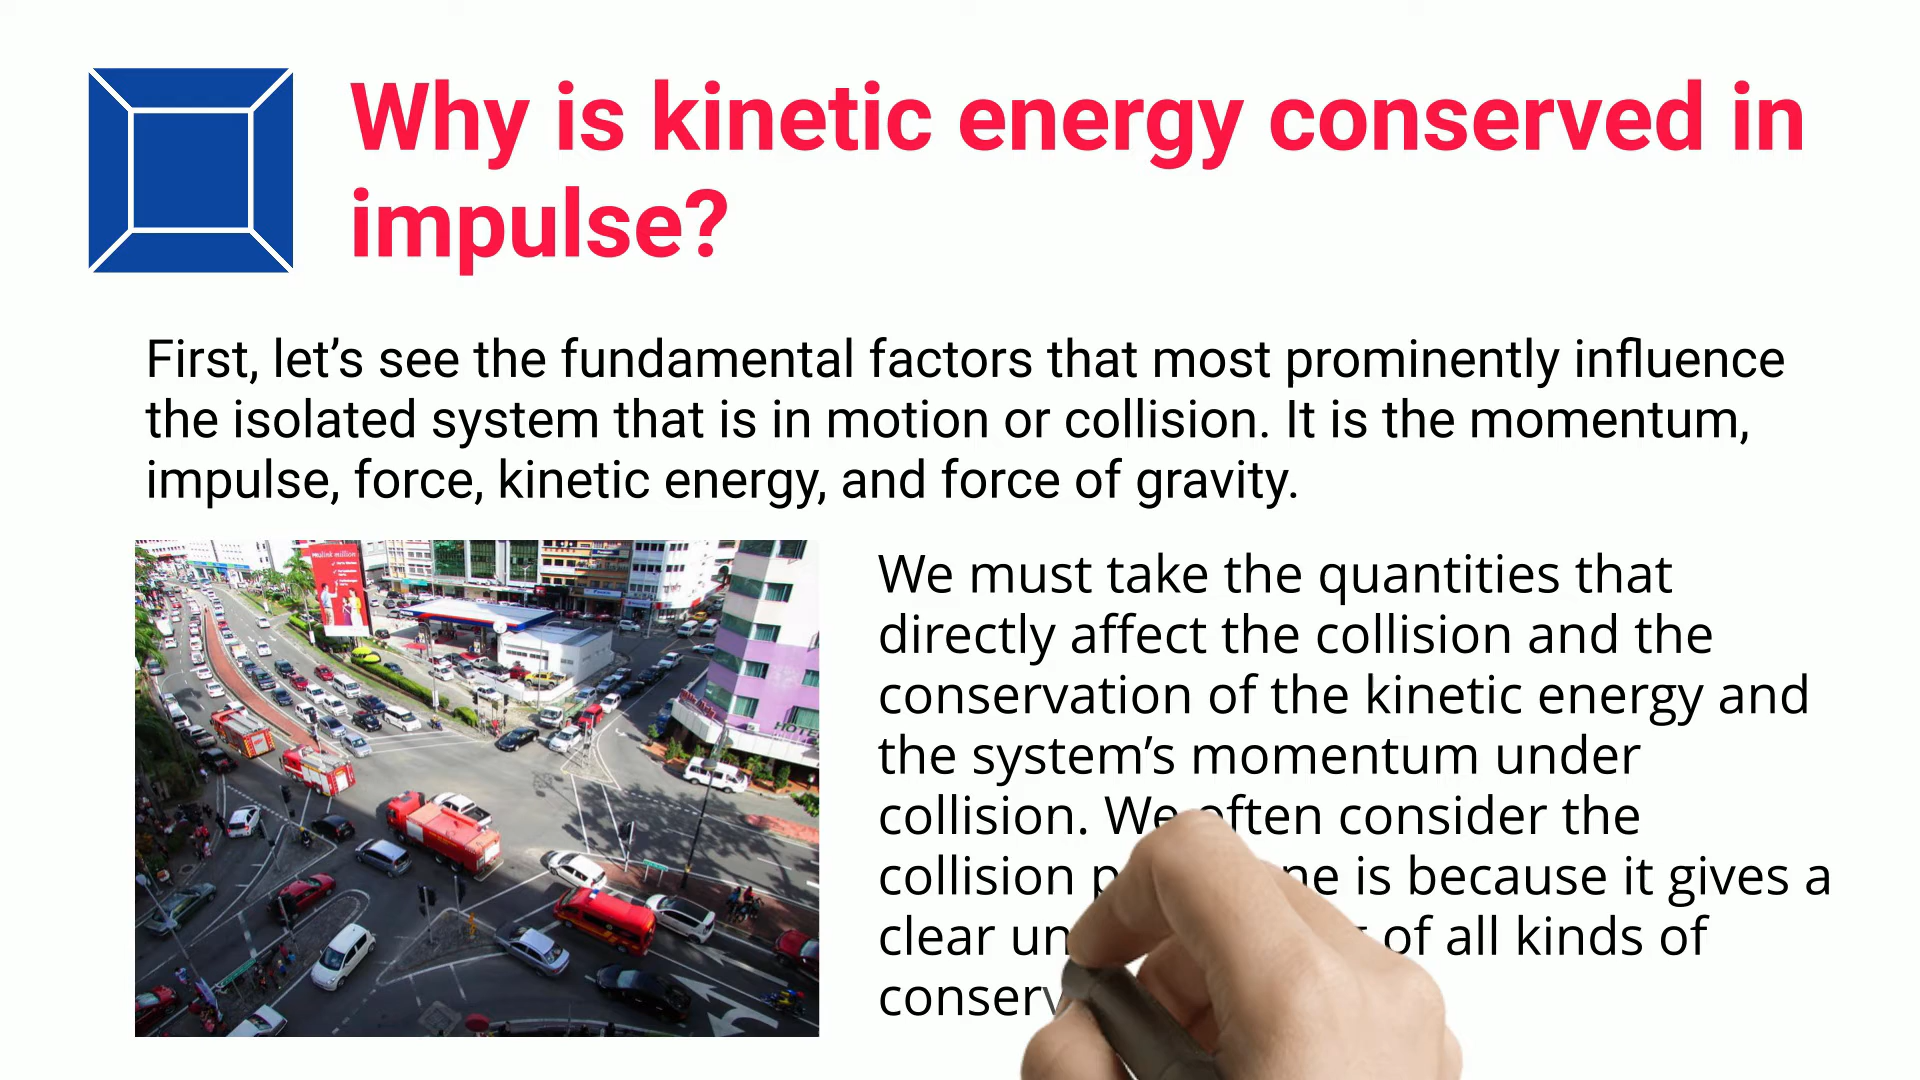 Why is kinetic energy conserved in
impulse?
First, let’s see the fundamental factors that most prominently influence
the isolated system that is in motion or collision. It is the momentum,
impulse, force, kinetic energy, and force of gravity.
We must take the quantities that
directly affect the collision and the
conservation of the kinetic energy and
the system’s momentum under
collision. We often consider the
collision is because it gives a
clear of all kinds of
HOTEL